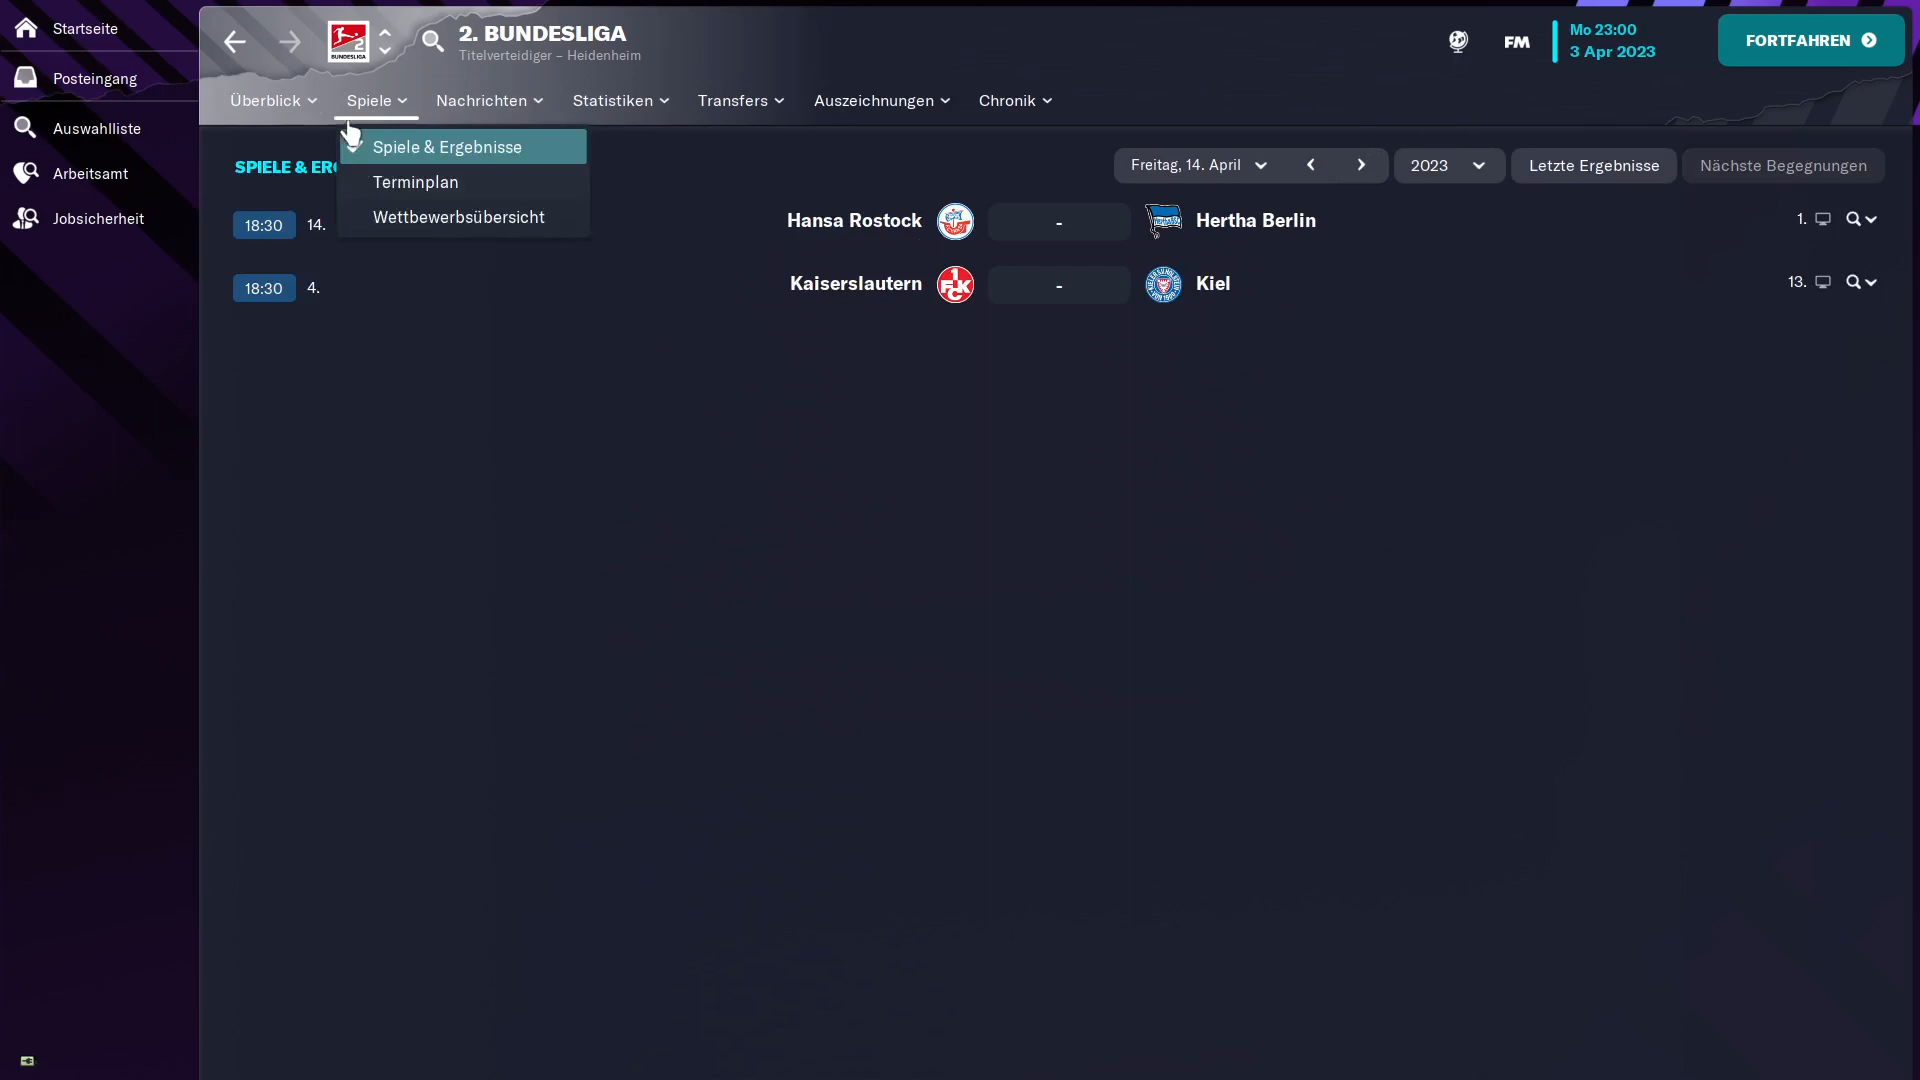 Startseite
Posteingang
Auswahlliste
Arbeitsamt
Jobsicherheit
2. BUNDESLIGA
Titelverteidiger – Heidenheim
FM
Mo 23:00
3 Apr 2023
FORTFAHREN
Überblick Spiele Nachrichten Statistiken Transfers Auszeichnungen Chronik
Spiele & Ergebnisse
Terminplan
Wettbewerbsübersicht
SPIELE & ERG
Freitag, 14. April 2023 Letzte Ergebnisse Nächste Begegnungen
18:30 14. Hansa Rostock - Hertha Berlin 1.
18:30 4. Kaiserslautern - Kiel 13.